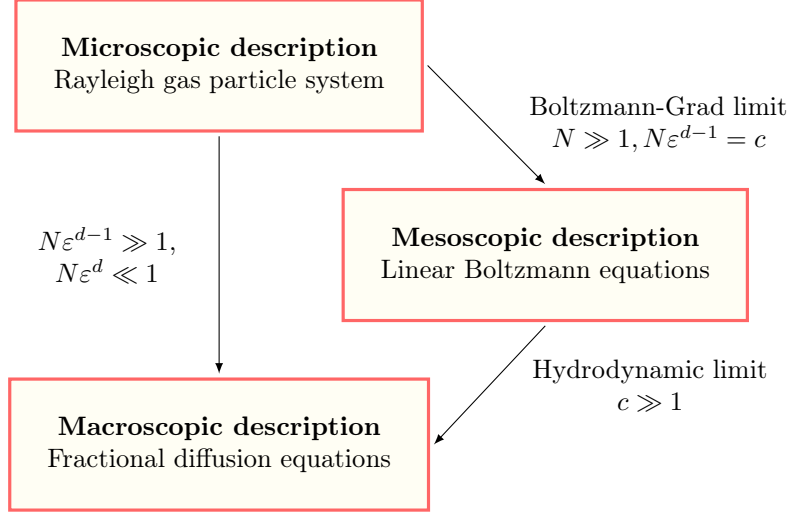 Microscopic description
Rayleigh gas particle system
Boltzmann-Grad limit
N ≫ 1, Nε^{d−1} = c
Nε^{d−1} ≫ 1,
Nε^d ≪ 1
Mesoscopic description
Linear Boltzmann equations
Hydrodynamic limit
c ≫ 1
Macroscopic description
Fractional diffusion equations